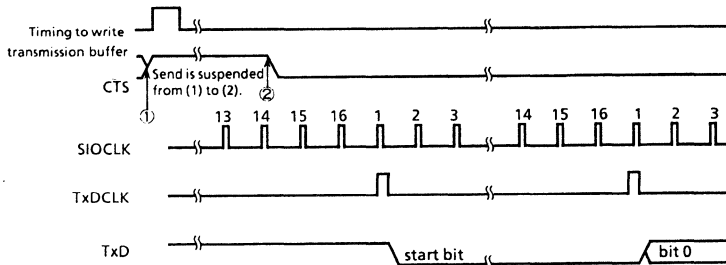 Timing to write
transmission buffer
CTS
Send is suspended
from (1) to (2).
① ②
13 14 15 16 1 2 3 14 15 16 1 2 3
SIOCLK
TxDCLK
TxD
start bit
bit 0